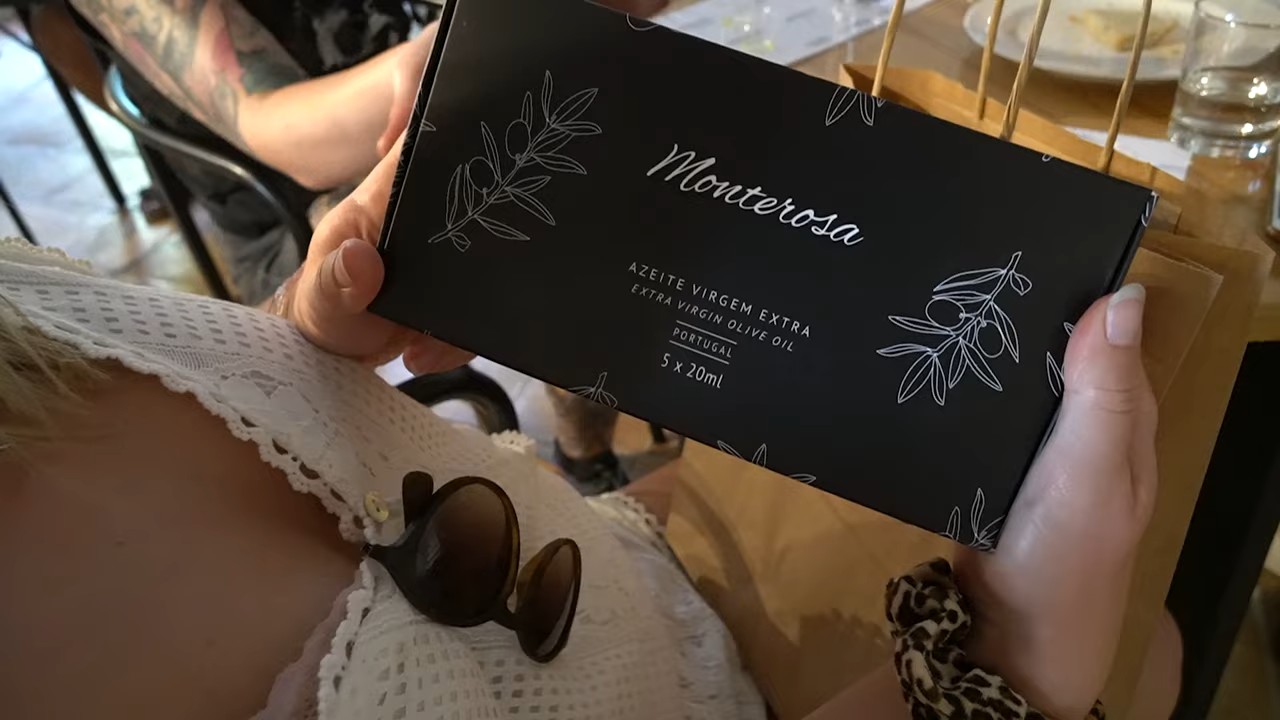 Monterosa
AZEITE VIRGEM EXTRA
EXTRA VIRGIN OLIVE OIL
PORTUGAL
5 x 20ml